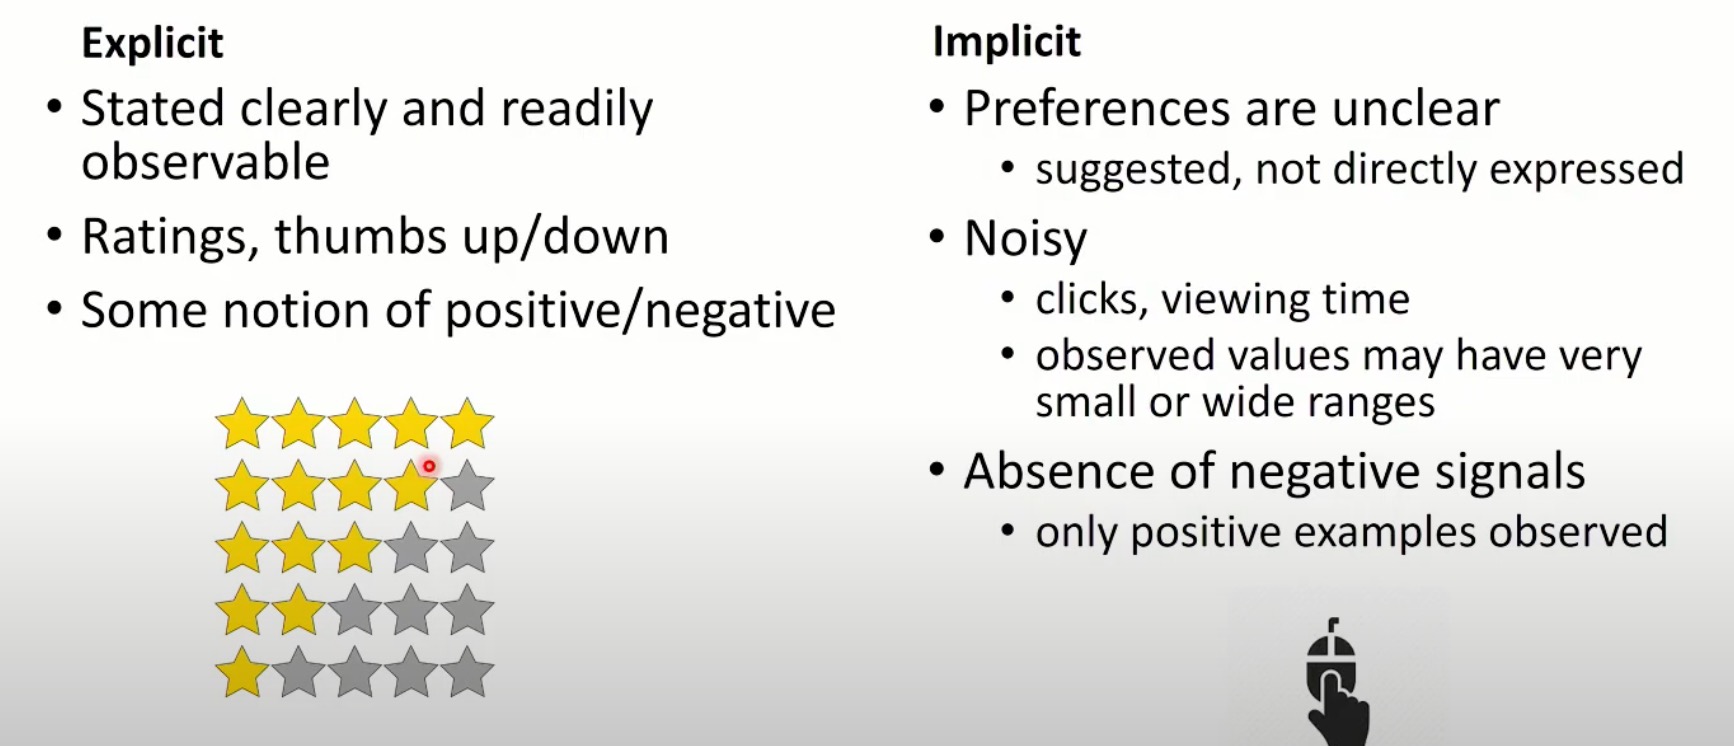 Explicit
• Stated clearly and readily
observable
• Ratings, thumbs up/down
• Some notion of positive/negative
Implicit
• Preferences are unclear
• suggested, not directly expressed
• Noisy
• clicks, viewing time
• observed values may have very
small or wide ranges
• Absence of negative signals
• only positive examples observed